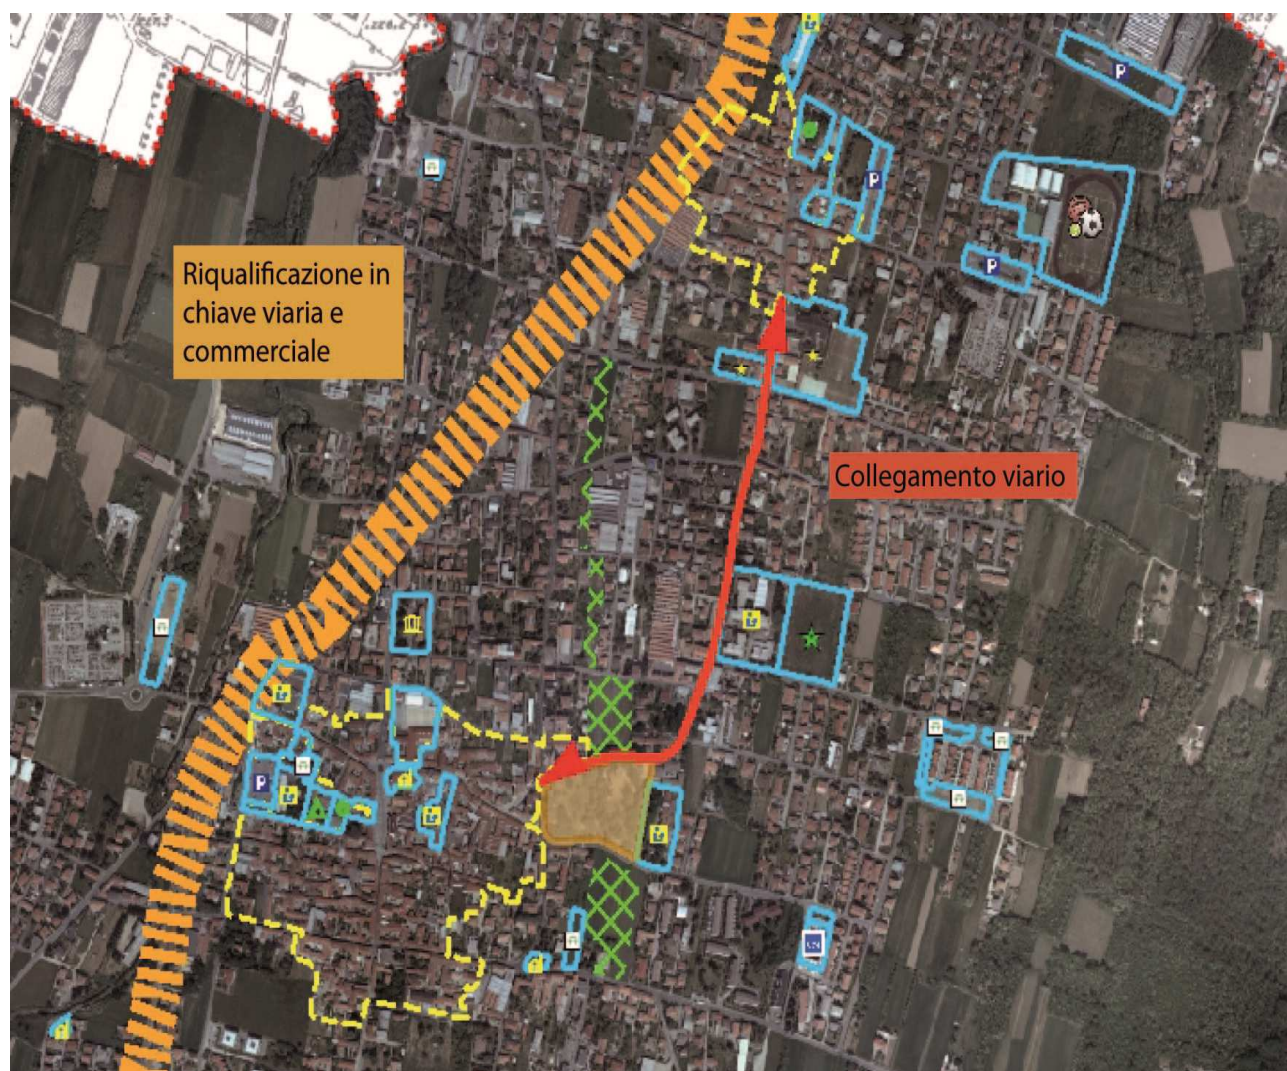 P
P
P
Riqualificazione in
chiave viaria e
commerciale
Collegamento viario
P